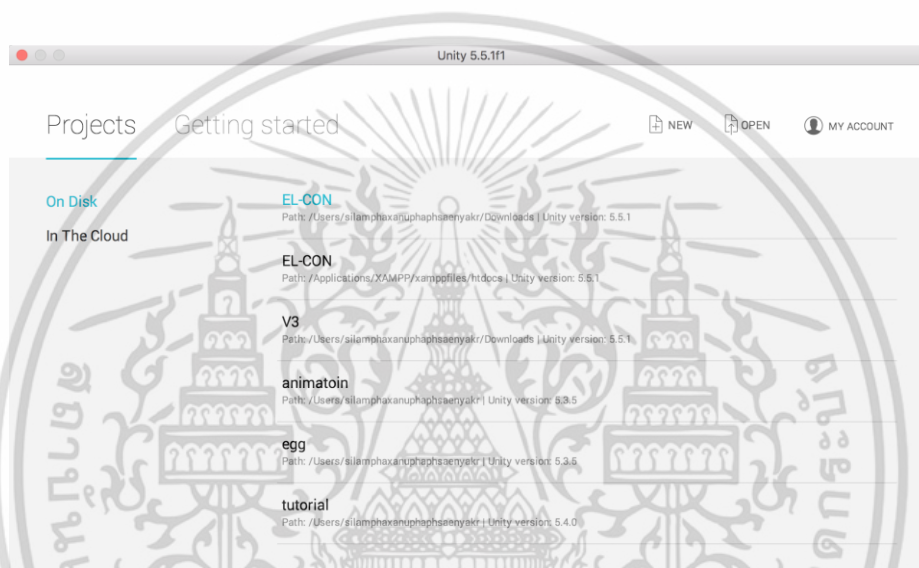 Unity 5.5.1f1
Projects Getting started NEW OPEN MY ACCOUNT
On Disk
In The Cloud
EL-CON
Path: /Users/silamphaxanuphaphsaenyakr/Downloads | Unity version: 5.5.1
EL-CON
Path: /Applications/XAMPP/xamppfiles/htdocs | Unity version: 5.5.1
V3
Path: /Users/silamphaxanuphaphsaenyakr/Downloads | Unity version: 5.5.1
animatoin
Path: /Users/silamphaxanuphaphsaenyakr | Unity version: 5.3.5
egg
Path: /Users/silamphaxanuphaphsaenyakr | Unity version: 5.3.5
tutorial
Path: /Users/silamphaxanuphaphsaenyakr | Unity version: 5.4.0